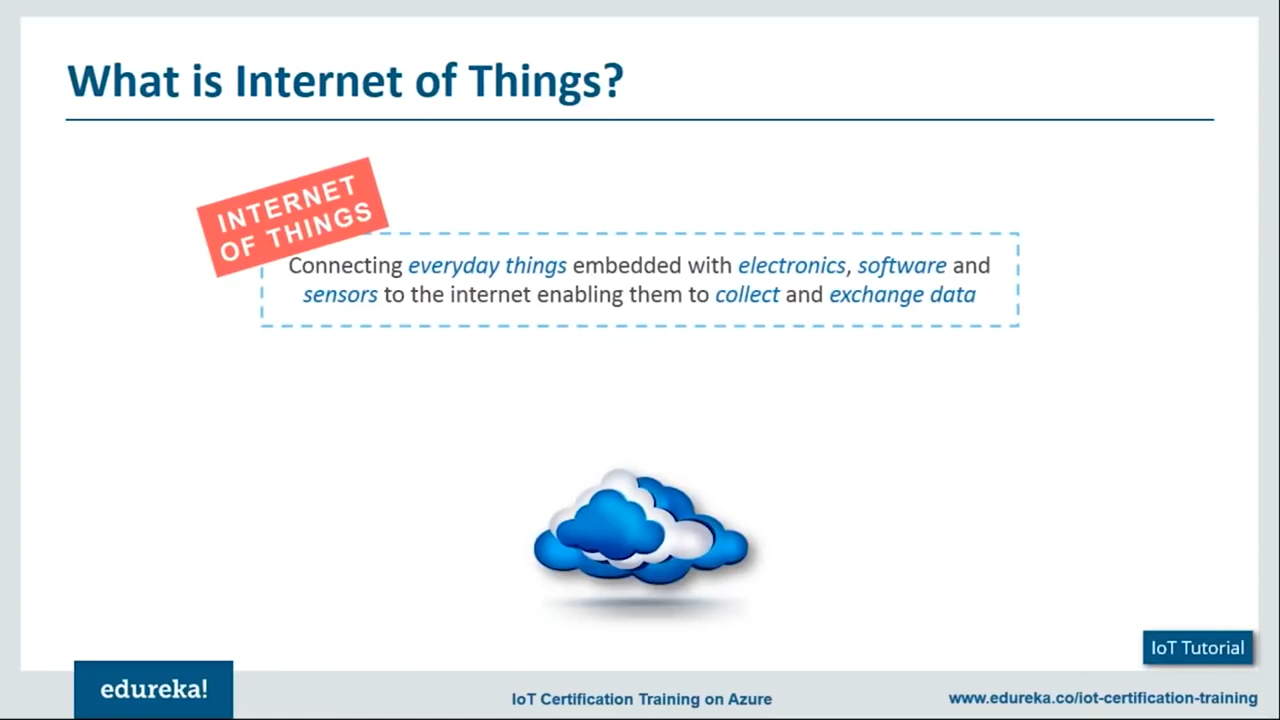 What is Internet of Things?
INTERNET
OF THINGS
Connecting everyday things embedded with electronics, software and
sensors to the internet enabling them to collect and exchange data
IoT Tutorial
edureka!
IoT Certification Training on Azure
www.edureka.co/iot-certification-training